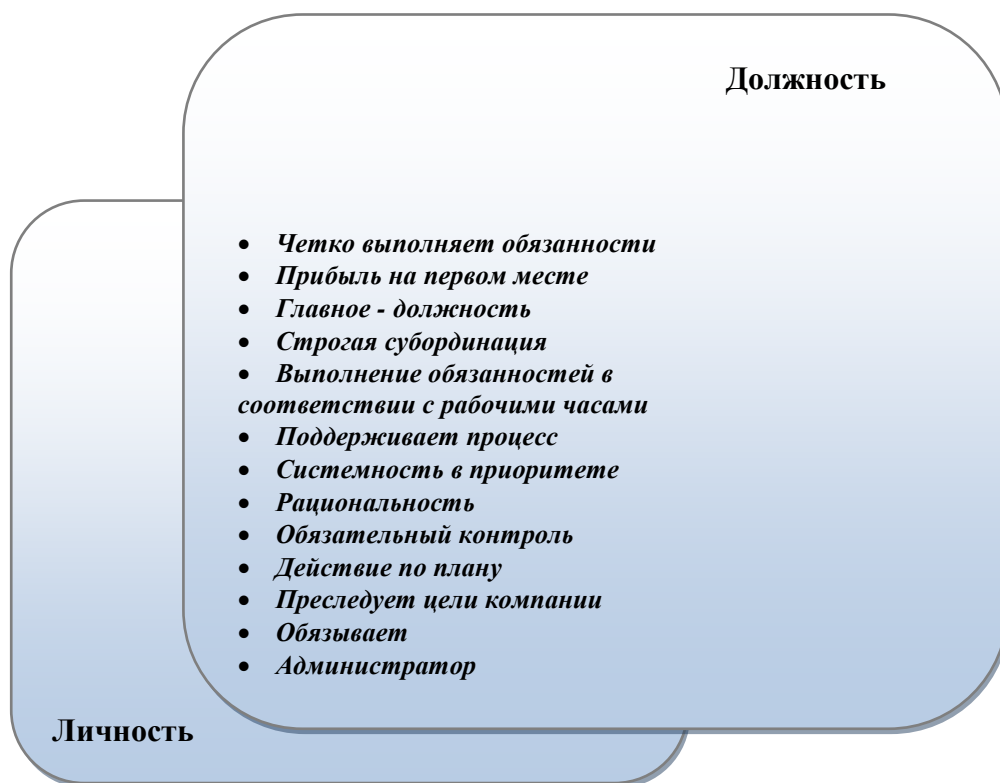 Должность
• Четко выполняет обязанности
• Прибыль на первом месте
• Главное - должность
• Строгая субординация
• Выполнение обязанностей в
соответствии с рабочими часами
• Поддерживает процесс
• Системность в приоритете
• Рациональность
• Обязательный контроль
• Действие по плану
• Преследует цели компании
• Обязывает
• Администратор
Личность